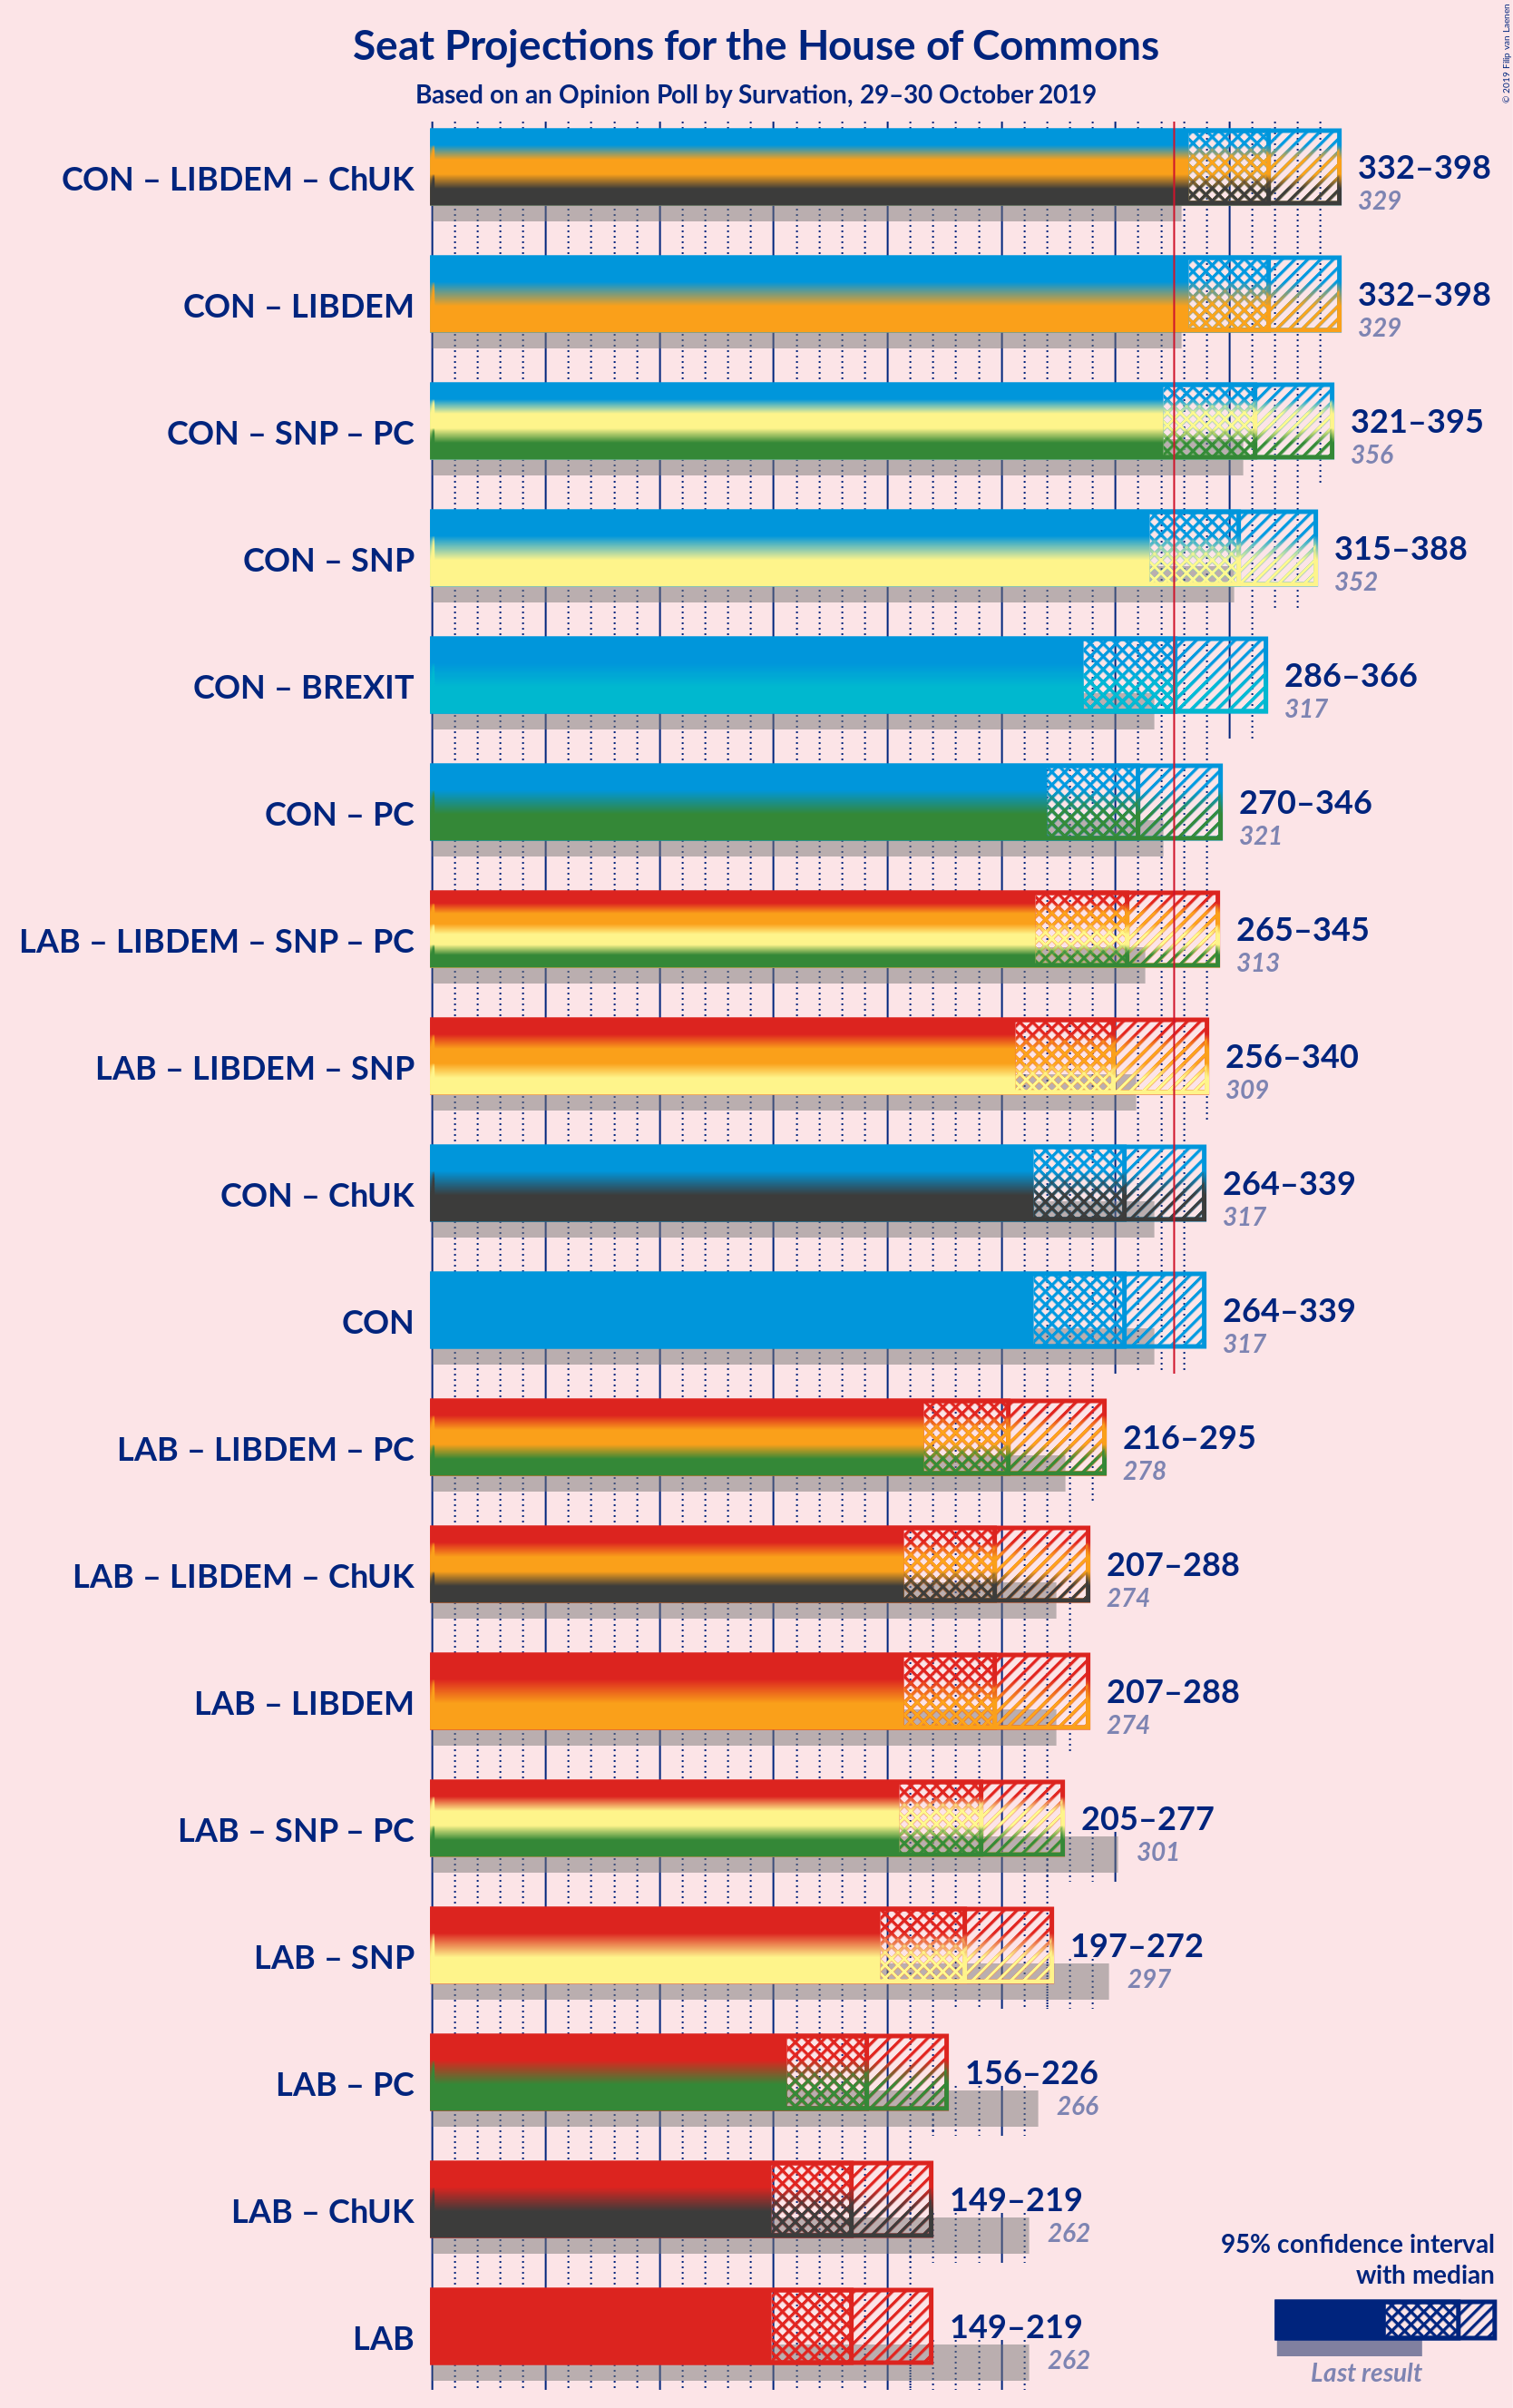 © 2019 Filip van Laenen
Seat Projections for the House of Commons
Based on an Opinion Poll by Survation, 29–30 October 2019
CON – LIBDEM – ChUK 332–398
329
CON – LIBDEM 332–398
329
CON – SNP – PC 321–395
356
CON – SNP 315–388
352
CON – BREXIT 286–366
317
CON – PC 270–346
321
LAB – LIBDEM – SNP – PC 265–345
313
LAB – LIBDEM – SNP 256–340
309
CON – ChUK 264–339
317
CON 264–339
317
LAB – LIBDEM – PC 216–295
278
LAB – LIBDEM – ChUK 207–288
274
LAB – LIBDEM 207–288
274
LAB – SNP – PC 205–277
301
LAB – SNP 197–272
297
LAB – PC 156–226
266
LAB – ChUK 149–219
262
LAB 149–219
262
95% confidence interval
with median
Last result